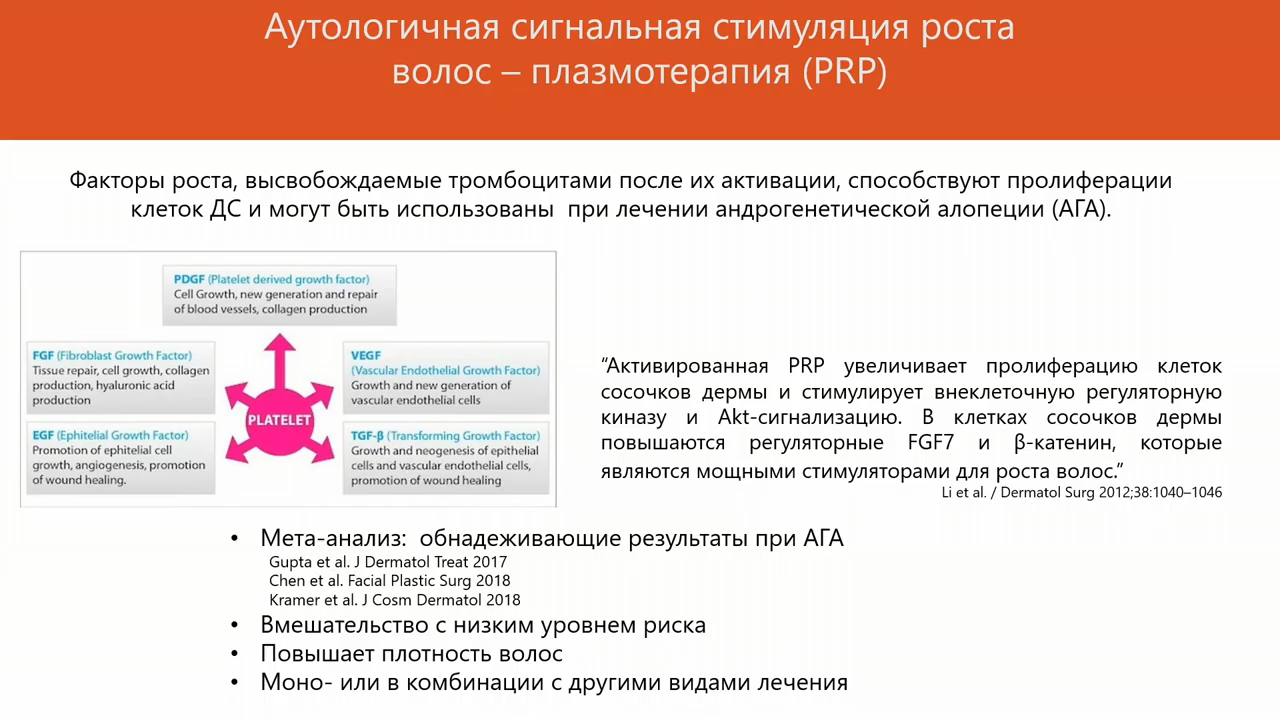 Аутологичная сигнальная стимуляция роста
волос – плазмотерапия (PRP)
Факторы роста, высвобождаемые тромбоцитами после их активации, способствуют пролиферации
клеток ДС и могут быть использованы при лечении андрогенетической алопеции (АГА).
PDGF (Platelet derived growth factor)
Cell Growth, new generation and repair
of blood vessels, collagen production
FGF (Fibroblast Growth Factor)
Tissue repair, cell growth, collagen
production, hyaluronic acid
production
VEGF
(Vascular Endothelial Growth Factor)
Growth and new generation of
vascular endothelial cells
PLATELET
EGF (Ephitelial Growth Factor)
Promotion of ephitelial cell
growth, angiogenesis, promotion
of wound healing.
TGF-β (Transforming Growth Factor)
Growth and neogenesis of epithelial
cells and vascular endothelial cells,
promotion of wound healing
“Активированная PRP увеличивает пролиферацию клеток
сосочков дермы и стимулирует внеклеточную регуляторную
киназу и Akt-сигнализацию. В клетках сосочков дермы
повышаются регуляторные FGF7 и β-катенин, которые
являются мощными стимуляторами для роста волос.”
Li et al. / Dermatol Surg 2012;38:1040–1046
• Мета-анализ: обнадеживающие результаты при АГА
Gupta et al. J Dermatol Treat 2017
Chen et al. Facial Plastic Surg 2018
Kramer et al. J Cosm Dermatol 2018
• Вмешательство с низким уровнем риска
• Повышает плотность волос
• Моно- или в комбинации с другими видами лечения